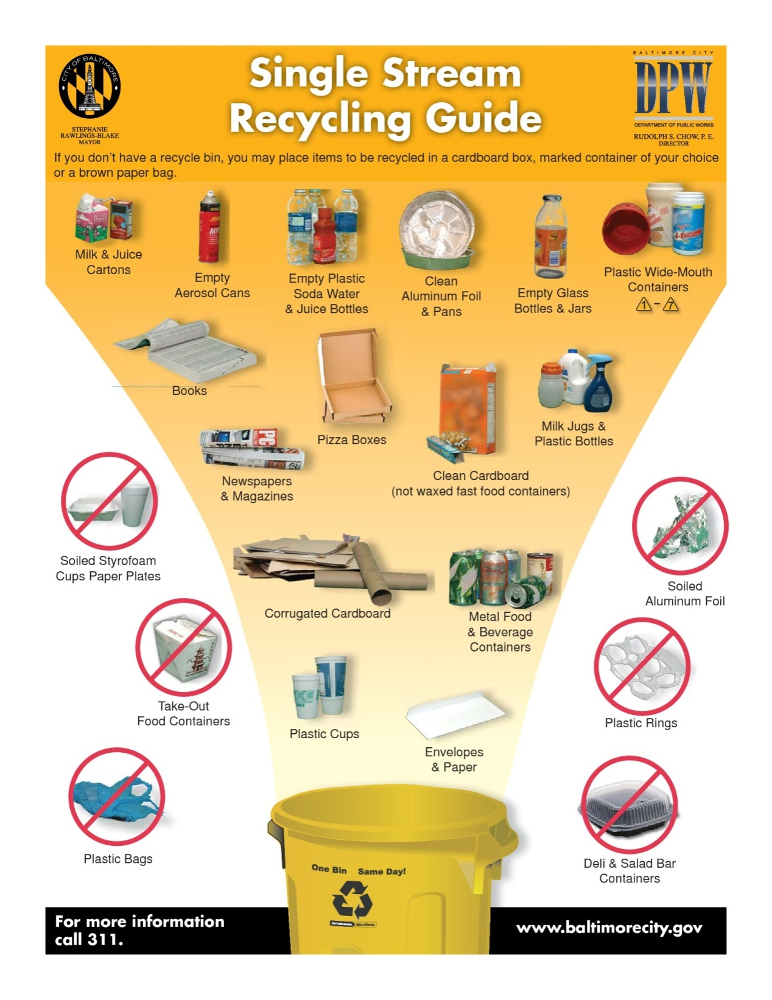 CITY OF BALTIMORE
STEPHANIE
RAWLINGS-BLAKE
MAYOR
Single Stream
Recycling Guide
BALTIMORE CITY
DPW
DEPARTMENT OF PUBLIC WORKS
RUDOLPH S. CHOW, P. E.
DIRECTOR
If you don't have a recycle bin, you may place items to be recycled in a cardboard box, marked container of your choice
or a brown paper bag.
Milk & Juice
Cartons
Empty
Aerosol Cans
Empty Plastic
Soda Water
& Juice Bottles
Clean
Aluminum Foil
& Pans
Empty Glass
Bottles & Jars
Plastic Wide-Mouth
Containers
1 - 7
Books
Pizza Boxes
Milk Jugs &
Plastic Bottles
Newspapers
& Magazines
Clean Cardboard
(not waxed fast food containers)
Soiled Styrofoam
Cups Paper Plates
Soiled
Aluminum Foil
Corrugated Cardboard
Metal Food
& Beverage
Containers
Take-Out
Food Containers
Plastic Rings
Plastic Cups
Envelopes
& Paper
Plastic Bags
Deli & Salad Bar
Containers
One Bin Same Day!
For more information
call 311.
www.baltimorecity.gov